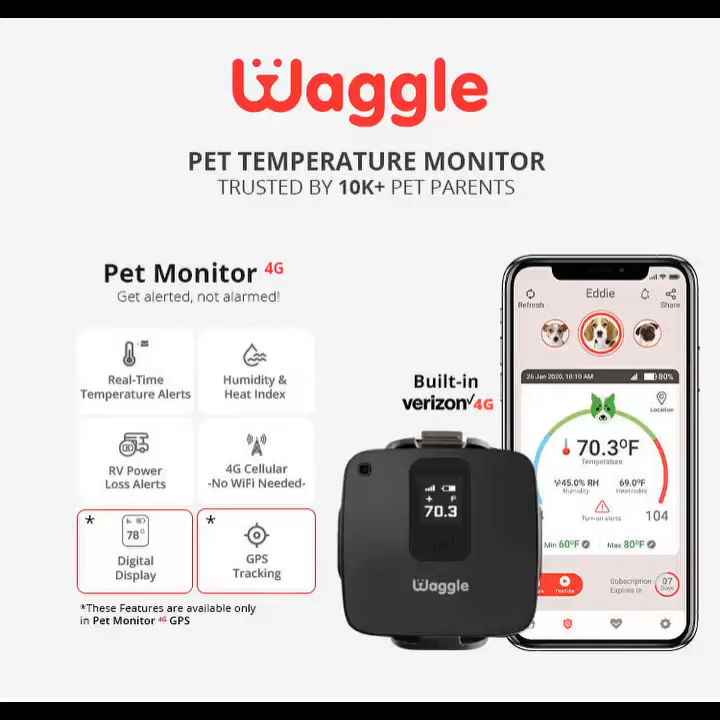 Waggle
PET TEMPERATURE MONITOR
TRUSTED BY 10K+ PET PARENTS
Pet Monitor 4G
Get alerted, not alarmed!
Real-Time
Temperature Alerts
Humidity &
Heat Index
RV Power
Loss Alerts
4G Cellular
-No WiFi Needed-
*
78°
Digital
Display
*
GPS
Tracking
*These Features are available only
in Pet Monitor 4G GPS
Built-in
verizon✓4G
F
70.3
Waggle
Eddie
Refresh
Share
26 Jan 2020, 10:10 AM
80%
Location
70.3°F
Temperature
45.0% RH
Humidity
69.0°F
Heat Index
Turn on alerts
104
Min 60°F
Max 80°F
YouTube
Subscription
Expires in
07
Days